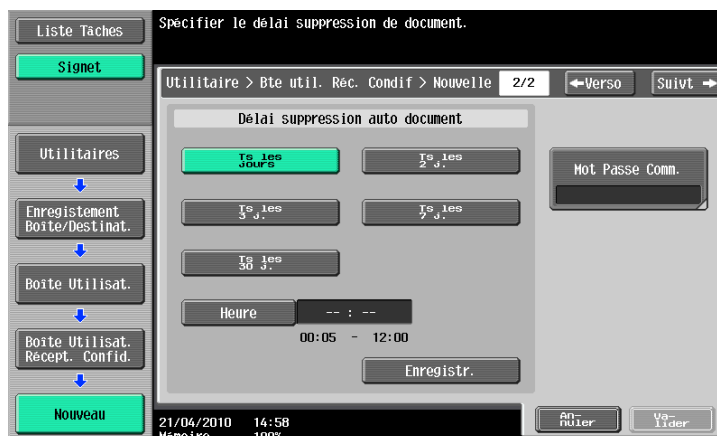 Liste Tâches
Signet
Spécifier le délai suppression de document.
Utilitaire > Bte util. Réc. Condif > Nouvelle 2/2 ←Verso Suivt →
Délai suppression auto document
Ts les
Jours
Ts les
2 J.
Ts les
3 J.
Ts les
7 J.
Ts les
30 J.
Heure -- : --
00:05 - 12:00
Enregistr.
Mot Passe Comm.
Utilitaires
Enregistement
Boîte/Destinat.
Boîte Utilisat.
Boîte Utilisat.
Récept. Confid.
Nouveau
21/04/2010 14:58
Mémoire 100%
An-
nuler
Va-
lider